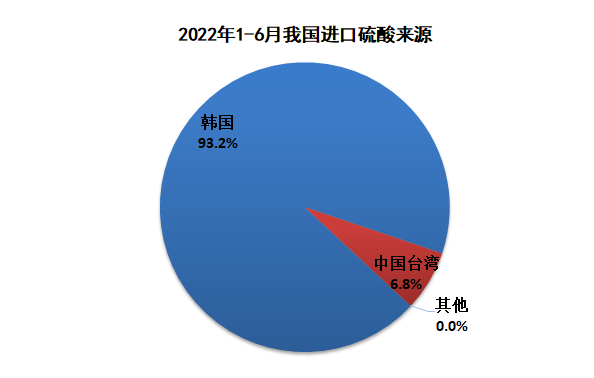 2022年1-6月我国进口硫酸来源
韩国
93.2%
中国台湾
6.8%
其他
0.0%